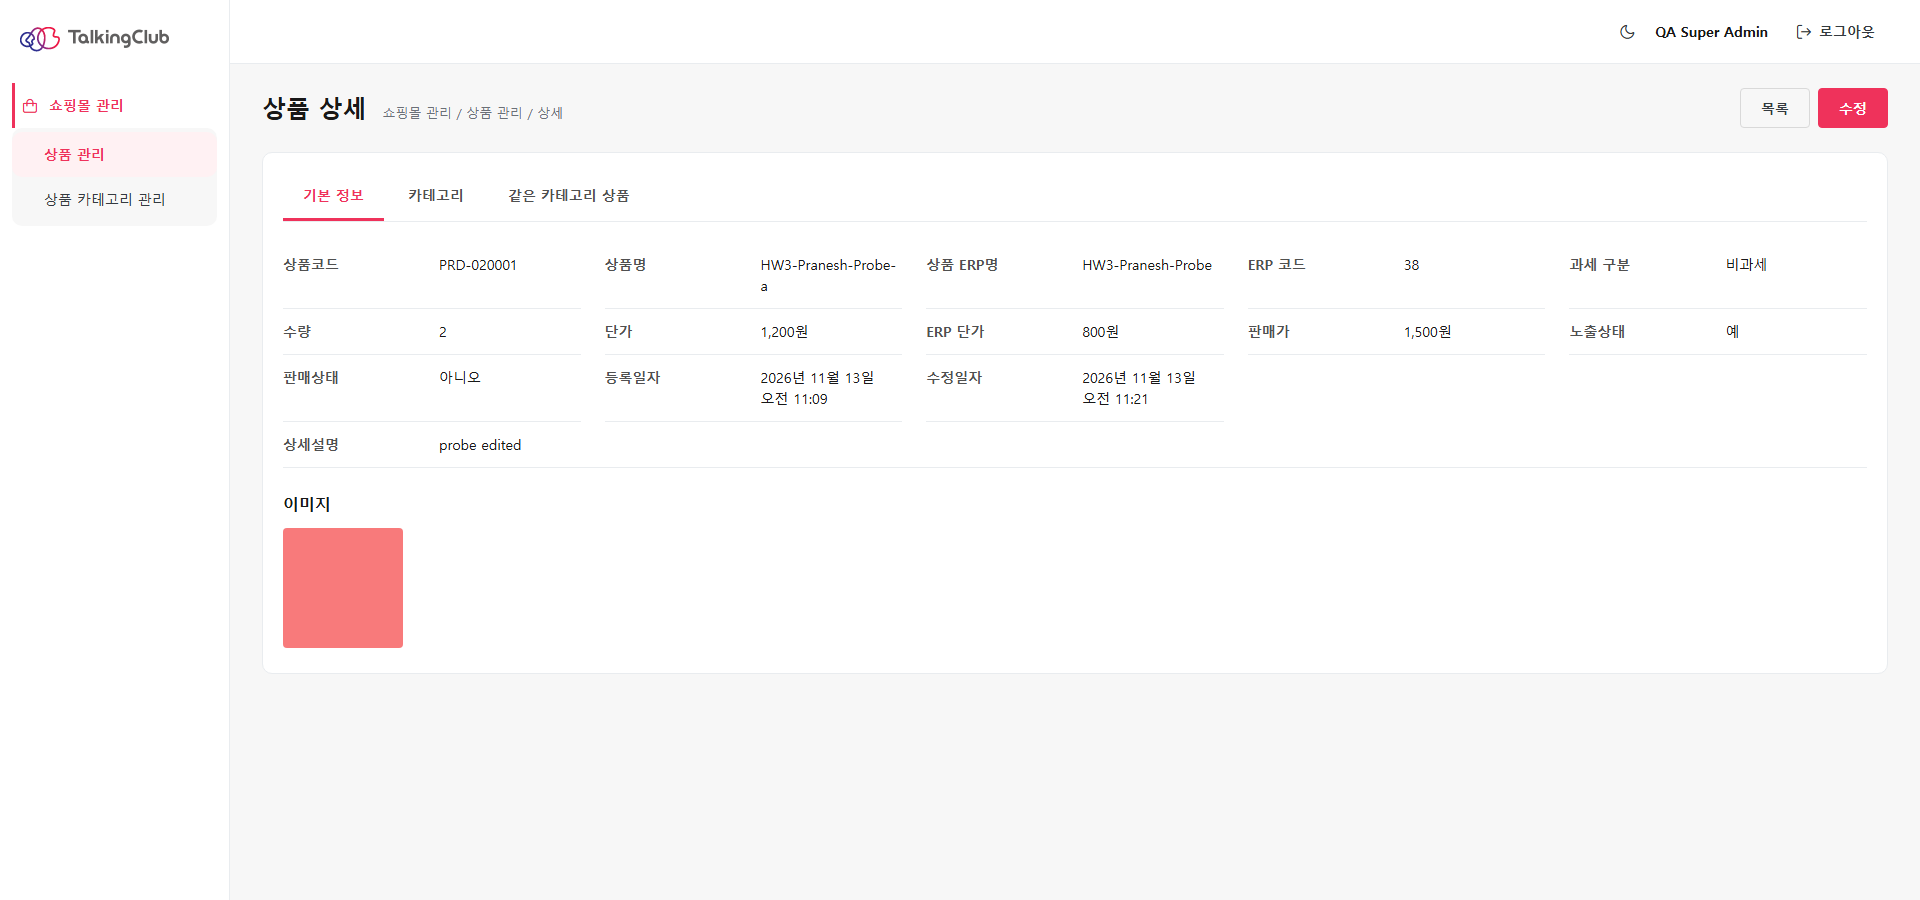 TalkingClub
QA Super Admin
로그아웃
쇼핑몰 관리
상품 관리
상품 카테고리 관리
상품 상세
쇼핑몰 관리 / 상품 관리 / 상세
목록
수정
기본 정보
카테고리
같은 카테고리 상품
상품코드
PRD-020001
상품명
HW3-Pranesh-Probe-
a
상품 ERP명
HW3-Pranesh-Probe
ERP 코드
38
과세 구분
비과세
수량
2
단가
1,200원
ERP 단가
800원
판매가
1,500원
노출상태
예
판매상태
아니오
등록일자
2026년 11월 13일
오전 11:09
수정일자
2026년 11월 13일
오전 11:21
상세설명
probe edited
이미지